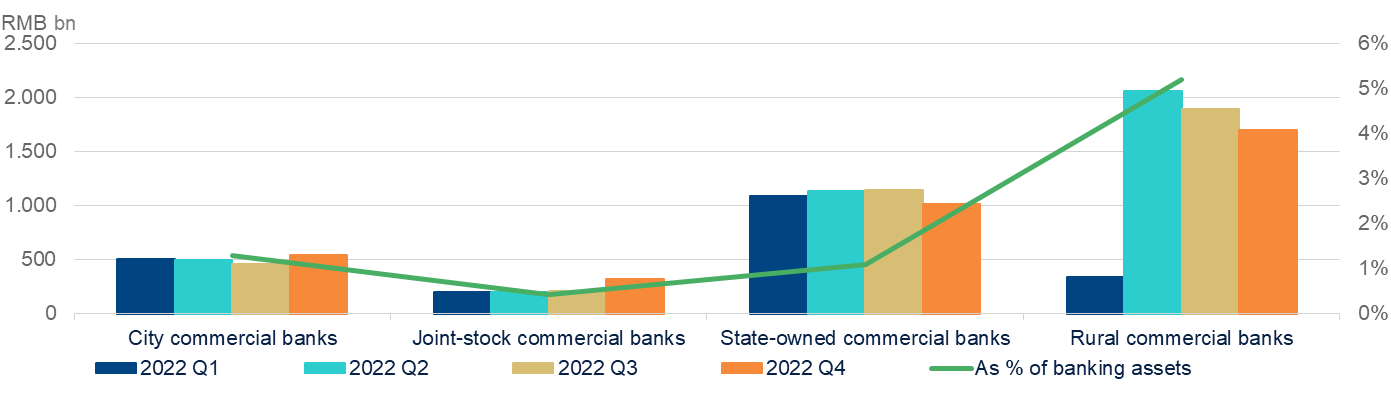 RMB bn
2.500 6%
2.000 5%
1.500 4%
1.000 3%
500 2%
0 1%
0%
City commercial banks Joint-stock commercial banks State-owned commercial banks Rural commercial banks
2022 Q1 2022 Q2 2022 Q3 2022 Q4 As % of banking assets